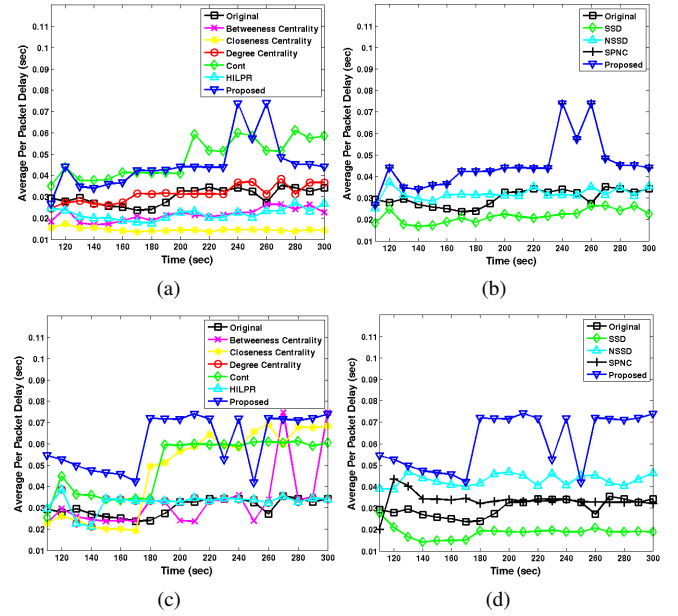 0.11
0.1
0.09
0.08
0.07
0.06
0.05
0.04
0.03
0.02
0.01
Average Per Packet Delay (sec)
Original
Betweeness Centrality
Closeness Centrality
Degree Centrality
Cont
HILPR
Proposed
120 140 160 180 200 220 240 260 280 300
Time (sec)
(a)
0.11
0.1
0.09
0.08
0.07
0.06
0.05
0.04
0.03
0.02
0.01
Average Per Packet Delay (sec)
Original
SSD
NSSD
SPNC
Proposed
120 140 160 180 200 220 240 260 280 300
Time (sec)
(b)
0.11
0.1
0.09
0.08
0.07
0.06
0.05
0.04
0.03
0.02
0.01
Average Per Packet Delay (sec)
Original
Betweeness Centrality
Closeness Centrality
Degree Centrality
Cont
HILPR
Proposed
120 140 160 180 200 220 240 260 280 300
Time (sec)
(c)
0.11
0.1
0.09
0.08
0.07
0.06
0.05
0.04
0.03
0.02
0.01
Average Per Packet Delay (sec)
Original
SSD
NSSD
SPNC
Proposed
120 140 160 180 200 220 240 260 280 300
Time (sec)
(d)